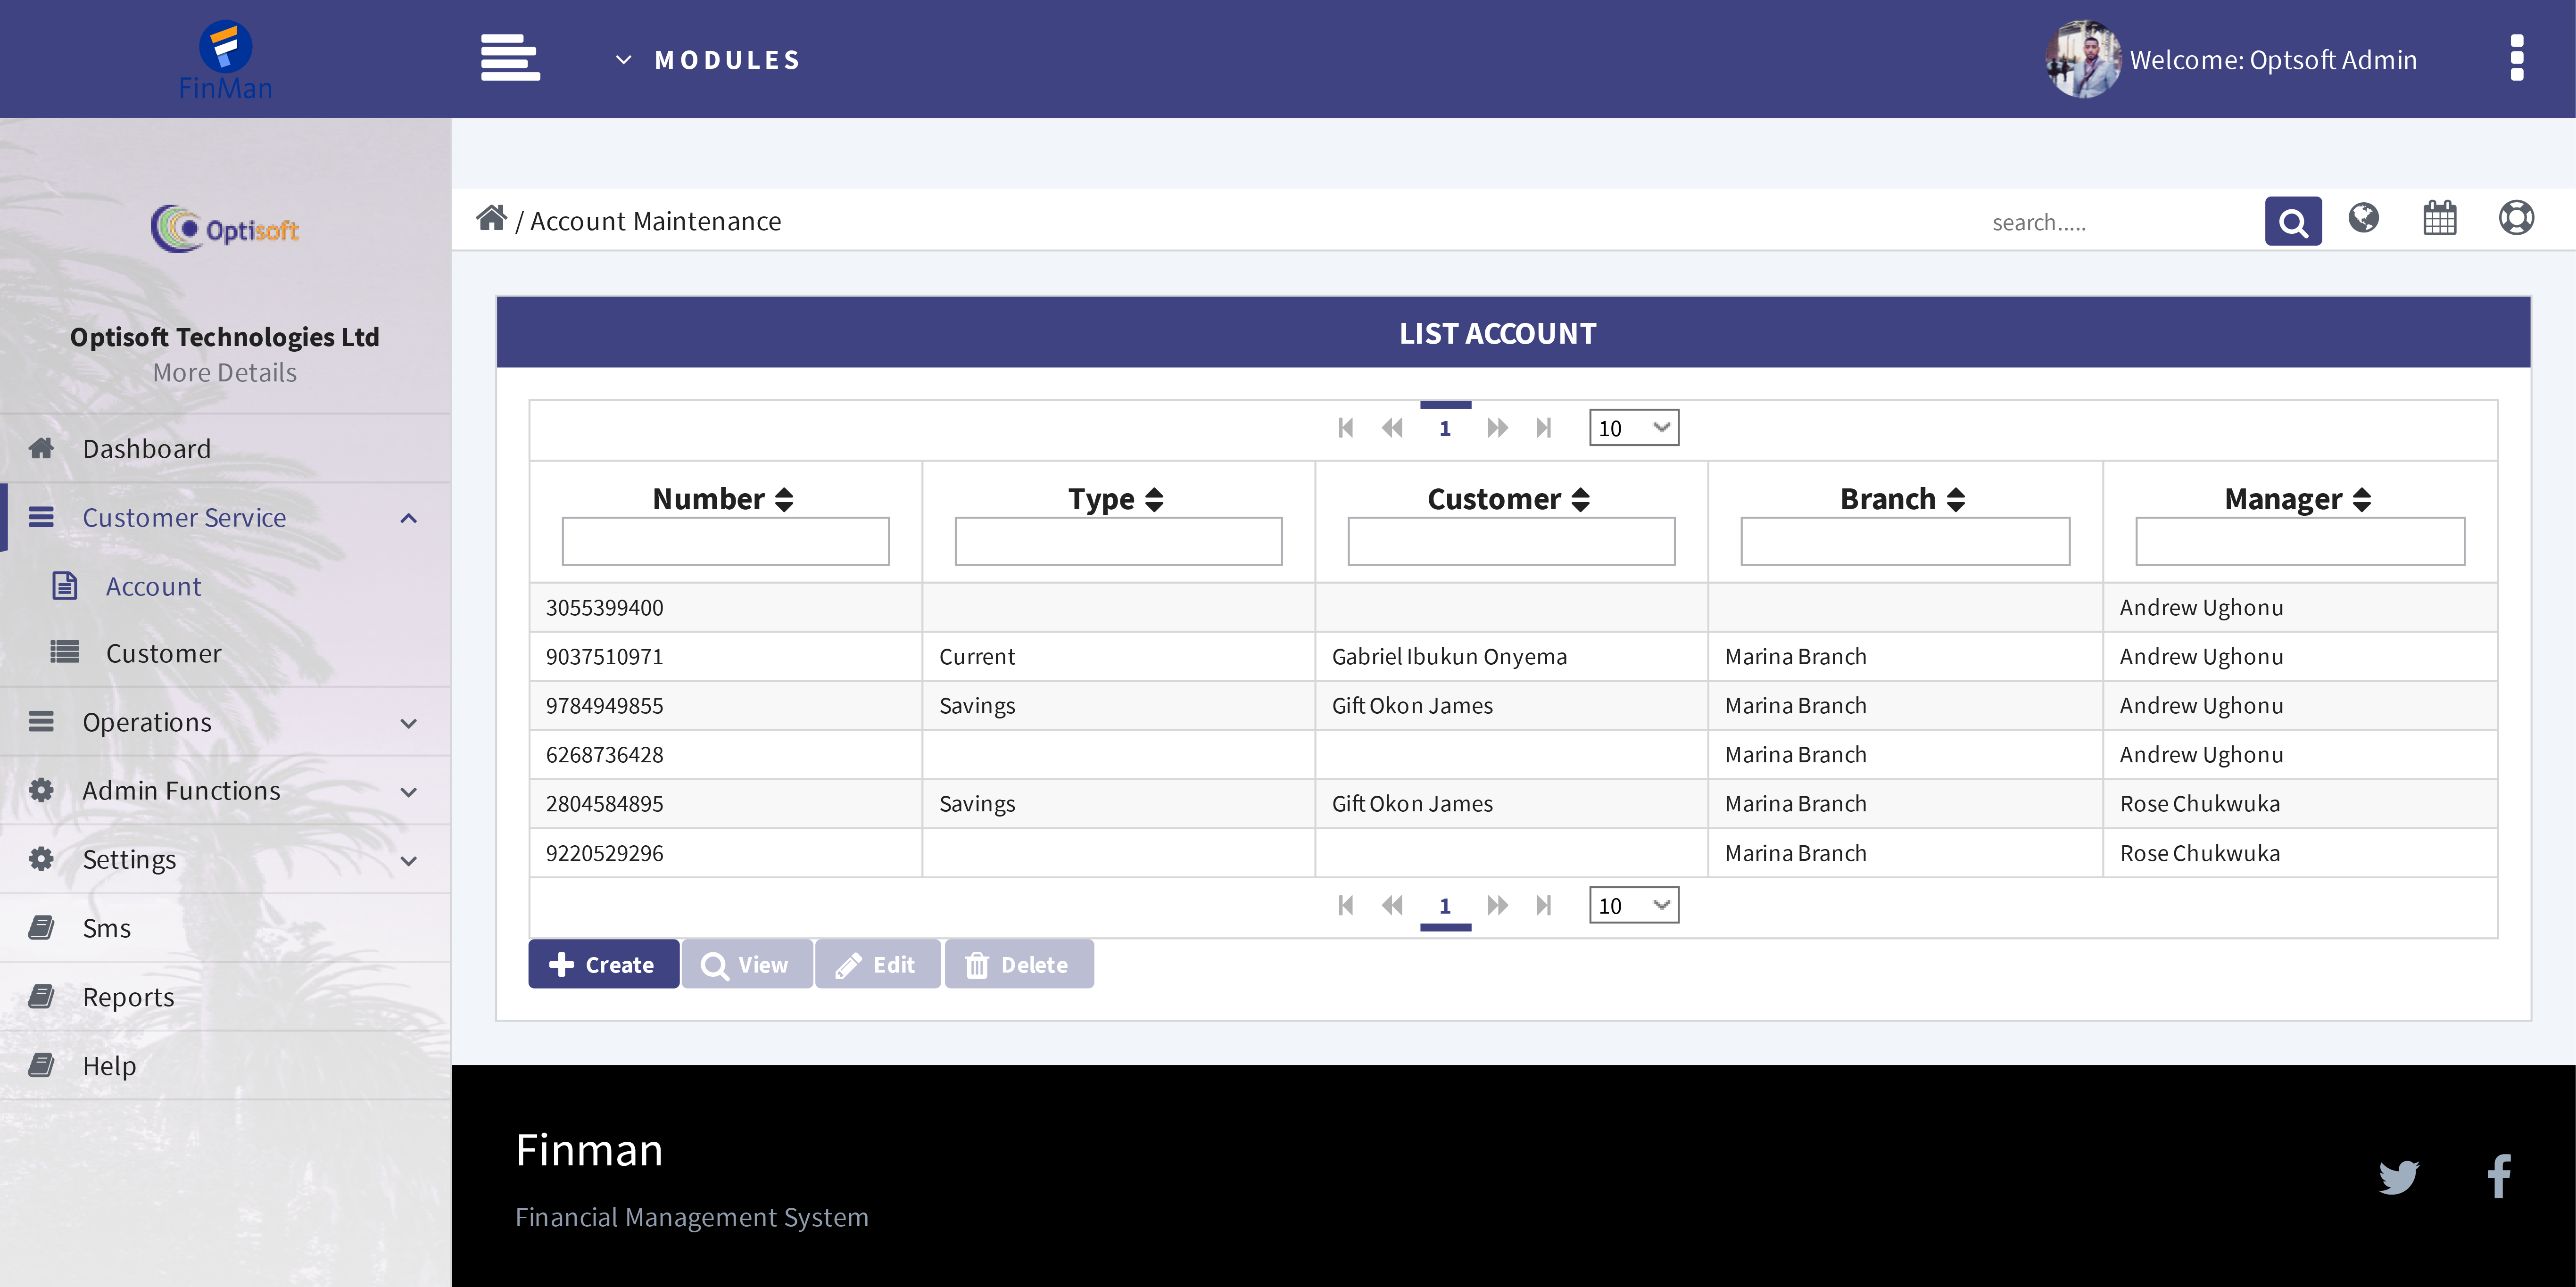 FinMan
MODULES
Welcome: Optsoft Admin
Optisoft
Optisoft Technologies Ltd
More Details
Dashboard
Customer Service
Account
Customer
Operations
Admin Functions
Settings
Sms
Reports
Help
/ Account Maintenance
search.....
LIST ACCOUNT
1 10
Number Type Customer Branch Manager
3055399400 Andrew Ughonu
9037510971 Current Gabriel Ibukun Onyema Marina Branch Andrew Ughonu
9784949855 Savings Gift Okon James Marina Branch Andrew Ughonu
6268736428 Marina Branch Andrew Ughonu
2804584895 Savings Gift Okon James Marina Branch Rose Chukwuka
9220529296 Marina Branch Rose Chukwuka
1 10
Create View Edit Delete
Finman
Financial Management System